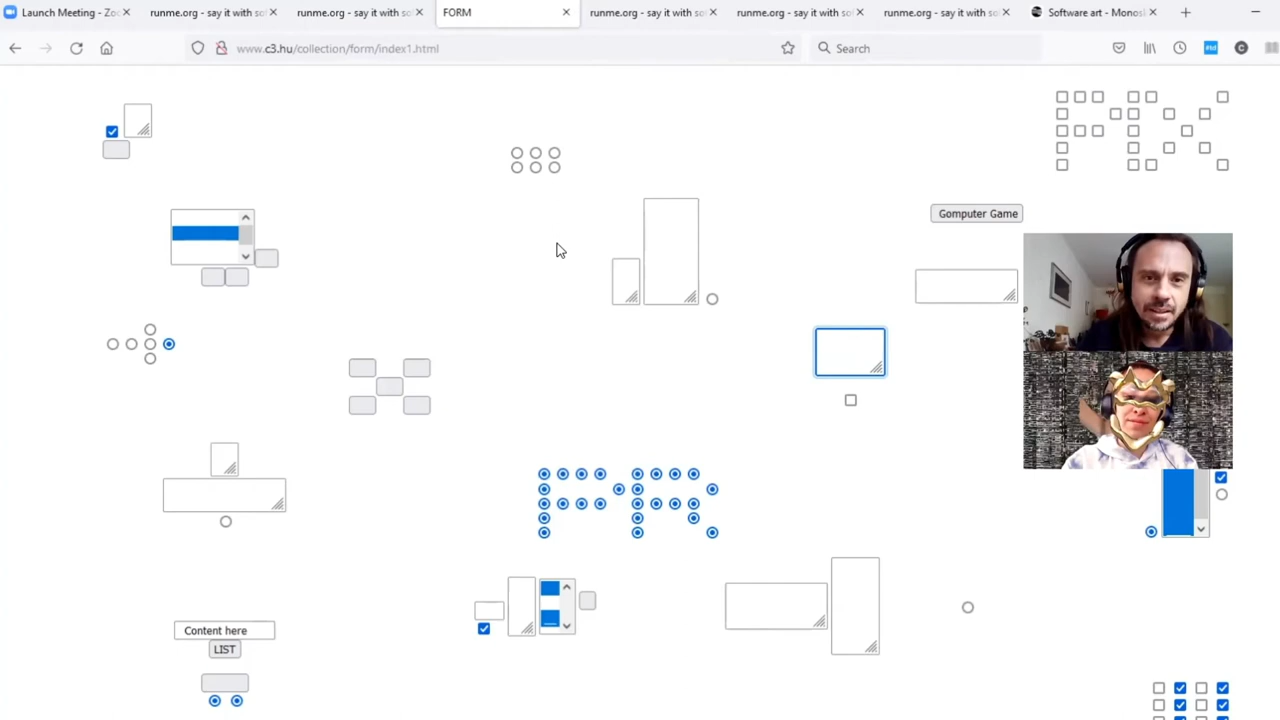 Launch Meeting - Zo
runme.org - say it with so
runme.org - say it with so
FORM
runme.org - say it with so
runme.org - say it with so
runme.org - say it with so
Software art - Monos
www.c3.hu/collection/form/index1.html
Search
Gomputer Game
Content here
LIST